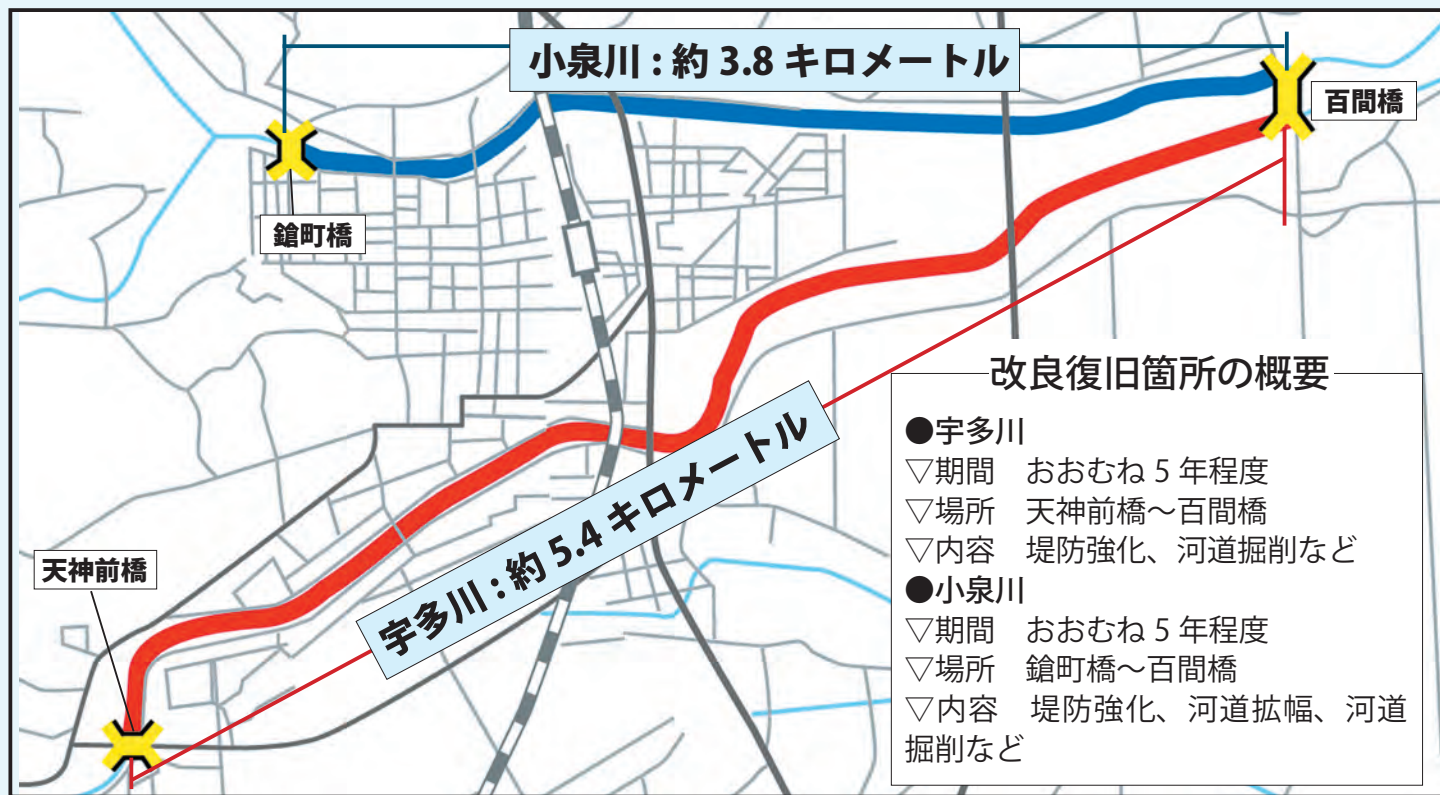 小泉川：約 3.8 キロメートル
百間橋
鎗町橋
宇多川：約 5.4 キロメートル
天神前橋
改良復旧箇所の概要
●宇多川
▽期間　おおむね 5 年程度
▽場所　天神前橋～百間橋
▽内容　堤防強化、河道掘削など
●小泉川
▽期間　おおむね 5 年程度
▽場所　鎗町橋～百間橋
▽内容　堤防強化、河道拡幅、河道
掘削など